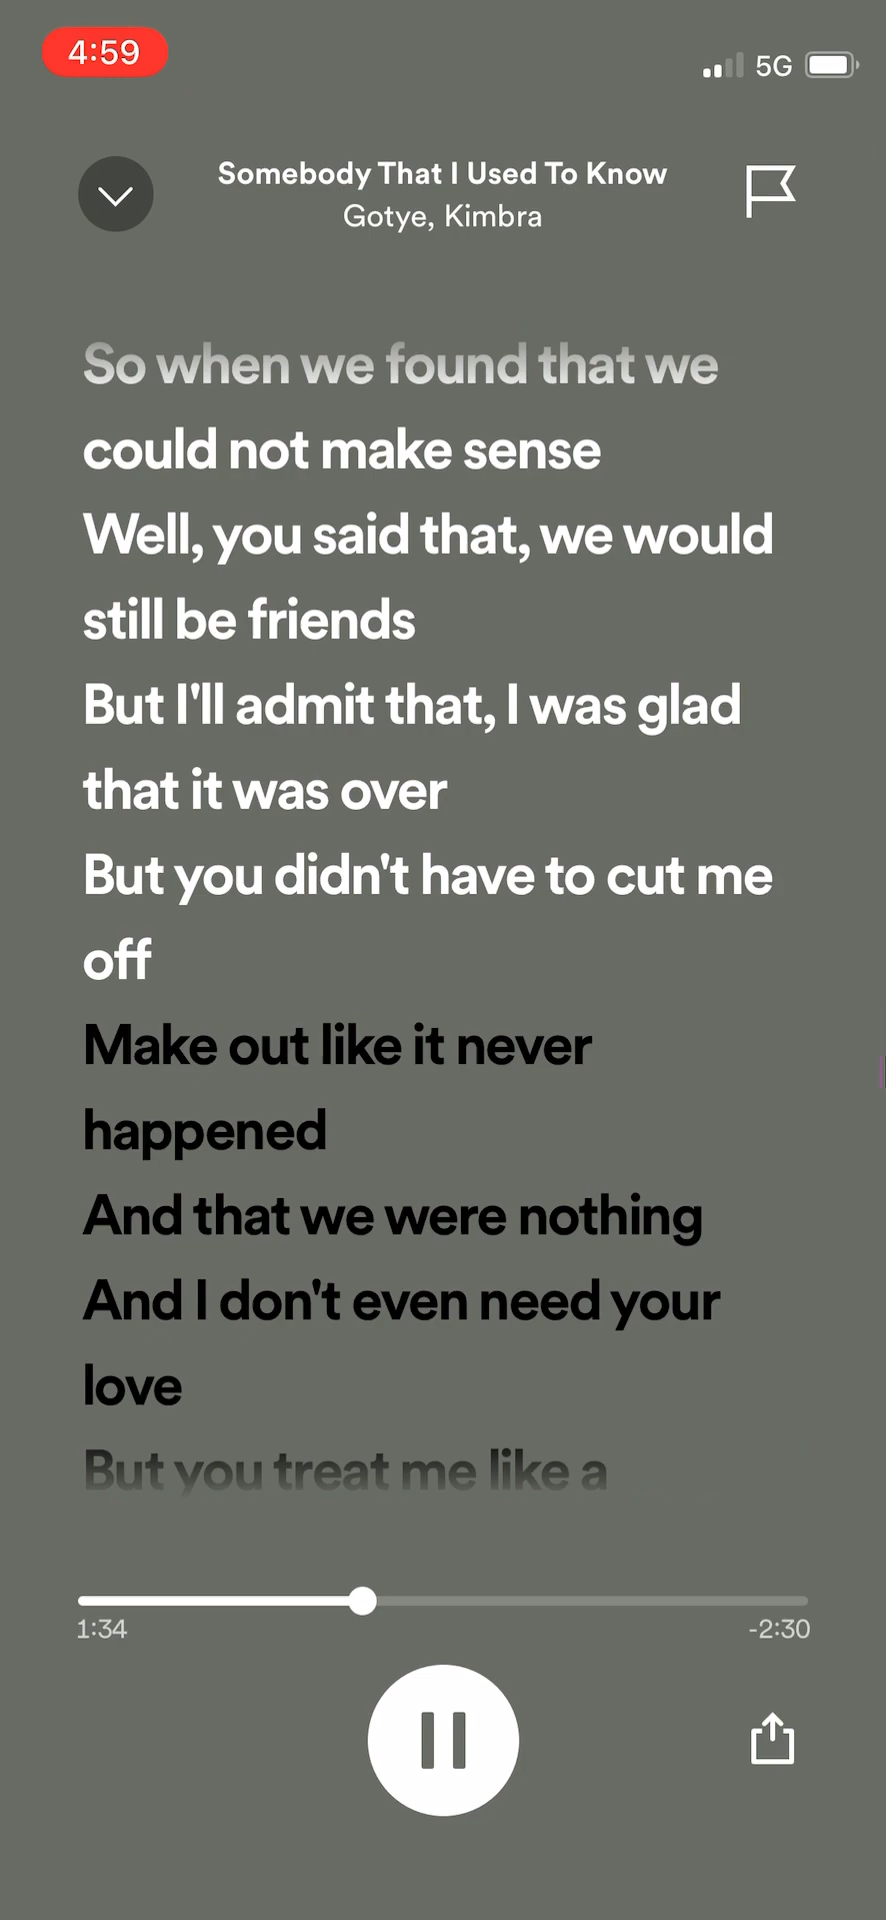 4:59
5G
Somebody That I Used To Know
Gotye, Kimbra
So when we found that we
could not make sense
Well, you said that, we would
still be friends
But I'll admit that, I was glad
that it was over
But you didn't have to cut me
off
Make out like it never
happened
And that we were nothing
And I don't even need your
love
But you treat me like a
1:34
-2:30